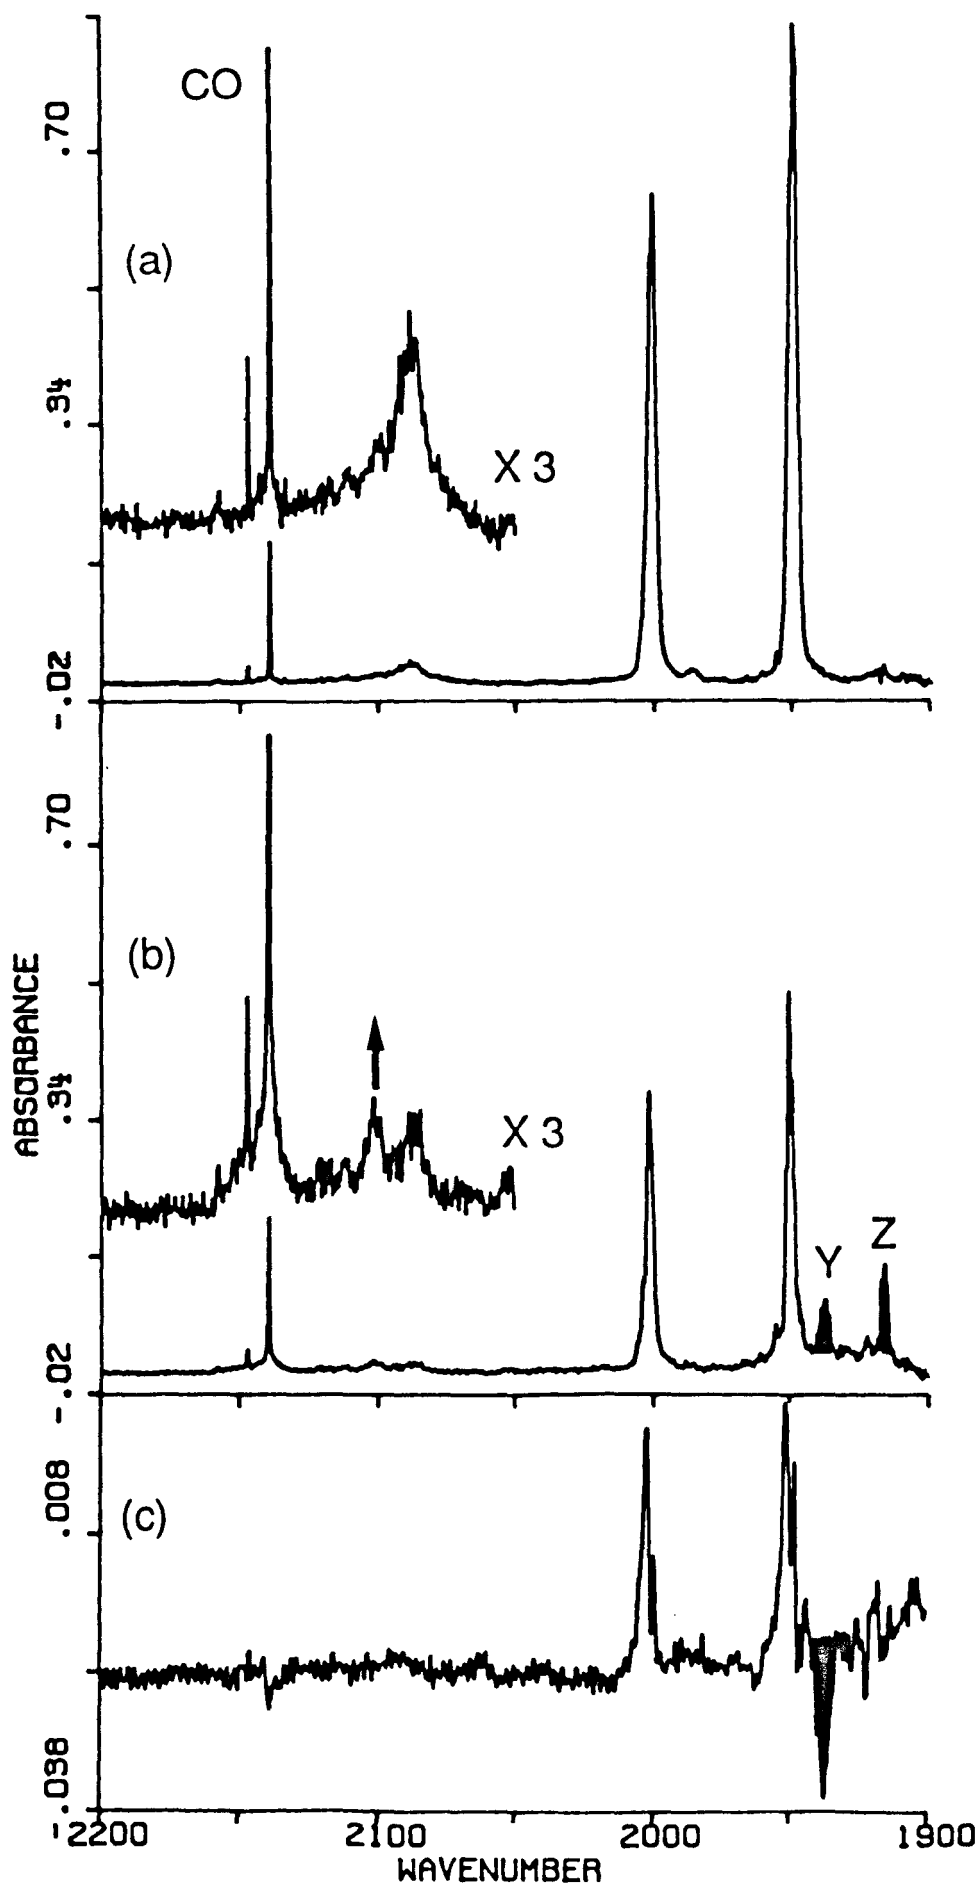 CO
.70
(a)
.34
X 3
-.02
.70
(b)
ABSORBANCE
.34
X 3
Y
Z
-.02
.008
(c)
-.038
2200
2100
2000
1900
WAVENUMBER